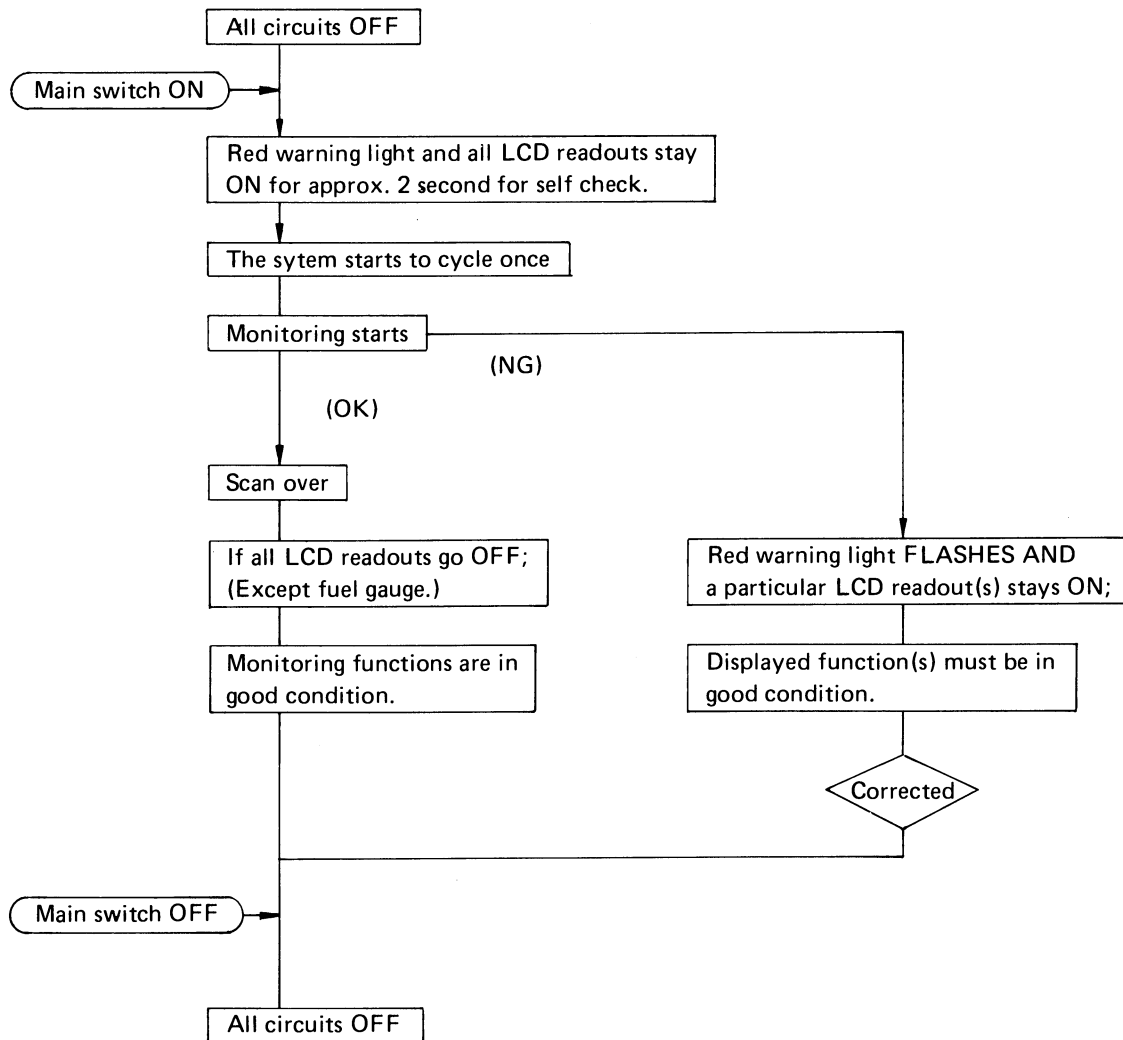 All circuits OFF
Main switch ON
Red warning light and all LCD readouts stay
ON for approx. 2 second for self check.
The sytem starts to cycle once
Monitoring starts
(NG)
(OK)
Scan over
If all LCD readouts go OFF;
(Except fuel gauge.)
Monitoring functions are in
good condition.
Red warning light FLASHES AND
a particular LCD readout(s) stays ON;
Displayed function(s) must be in
good condition.
Corrected
Main switch OFF
All circuits OFF